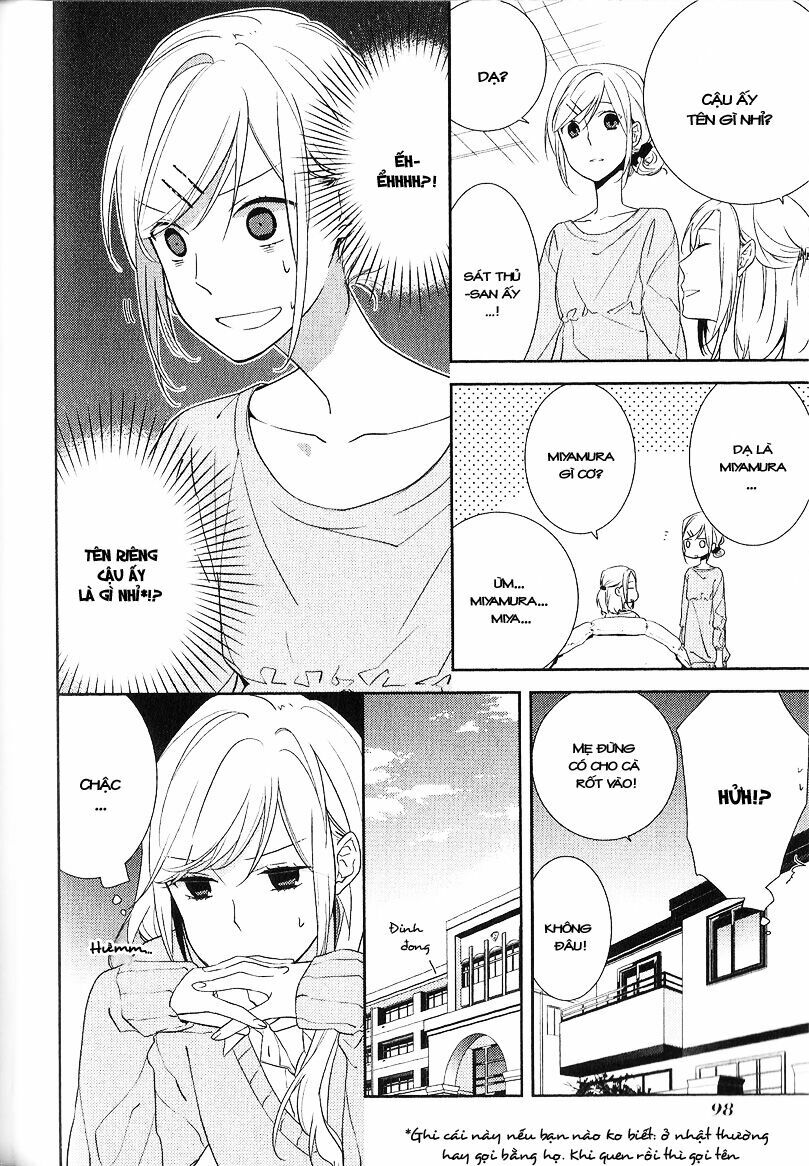 CẬU ẤY
TÊN GÌ NHỈ?
DẠ?
SÁT THỦ
-SAN ẤY
...!
DẠ LÀ
MIYAMURA
...
MIYAMURA
GÌ CƠ?
ỪM...
MIYAMURA...
MIYA...
ẾH-
ỂHHHH?!
TÊN RIÊNG
CẬU ẤY
LÀ GÌ NHỈ*!?
HỬH!?
MẸ ĐỪNG
CÓ CHO CÀ
RỐT VÀO!
KHÔNG
ĐÂU!
Đinh
đong
CHẬC
...
Hưmm...
98
*Ghi cái này nếu bạn nào ko biết: ở nhật thường
hay gọi bằng họ. Khi quen rồi thì gọi tên